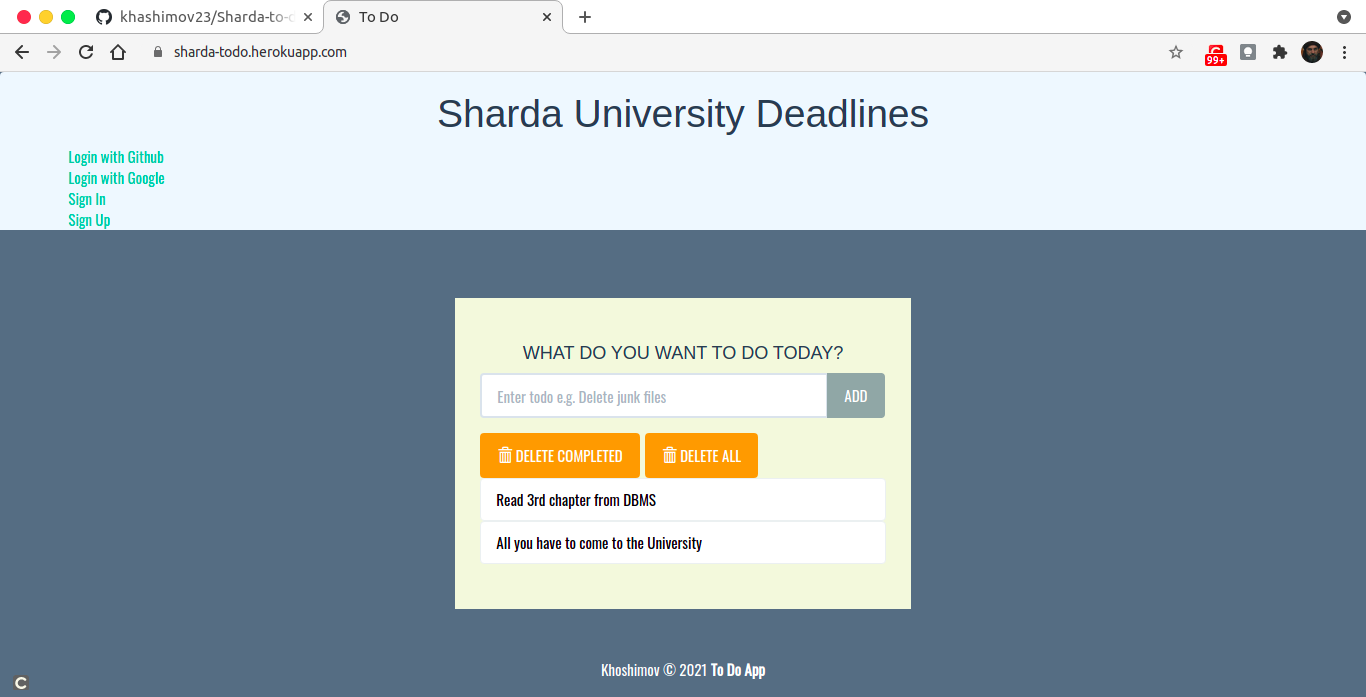 khashimov23/Sharda-to-d
To Do
sharda-todo.herokuapp.com
99+
Sharda University Deadlines
Login with Github
Login with Google
Sign In
Sign Up
WHAT DO YOU WANT TO DO TODAY?
Enter todo e.g. Delete junk files
ADD
DELETE COMPLETED
DELETE ALL
Read 3rd chapter from DBMS
All you have to come to the University
Khoshimov © 2021 To Do App
C